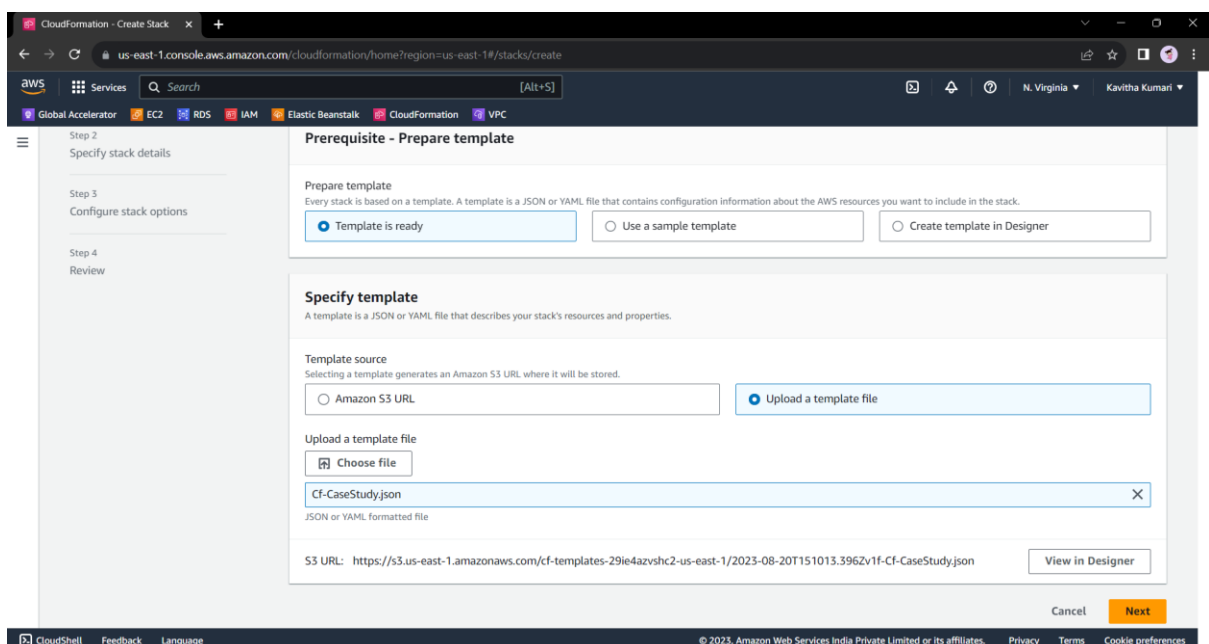 CloudFormation - Create Stack
us-east-1.console.aws.amazon.com/cloudformation/home?region=us-east-1#/stacks/create
aws Services Search [Alt+S] N. Virginia Kavitha Kumari
Global Accelerator EC2 RDS IAM Elastic Beanstalk CloudFormation VPC
Step 2
Specify stack details
Step 3
Configure stack options
Step 4
Review
Prerequisite - Prepare template
Prepare template
Every stack is based on a template. A template is a JSON or YAML file that contains configuration information about the AWS resources you want to include in the stack.
Template is ready Use a sample template Create template in Designer
Specify template
A template is a JSON or YAML file that describes your stack's resources and properties.
Template source
Selecting a template generates an Amazon S3 URL where it will be stored.
Amazon S3 URL Upload a template file
Upload a template file
Choose file
Cf-CaseStudy.json
JSON or YAML formatted file
S3 URL: https://s3.us-east-1.amazonaws.com/cf-templates-29ie4azvshc2-us-east-1/2023-08-20T151013.396Zv1f-Cf-CaseStudy.json View in Designer
Cancel Next
CloudShell Feedback Language © 2023, Amazon Web Services India Private Limited or its affiliates. Privacy Terms Cookie preferences